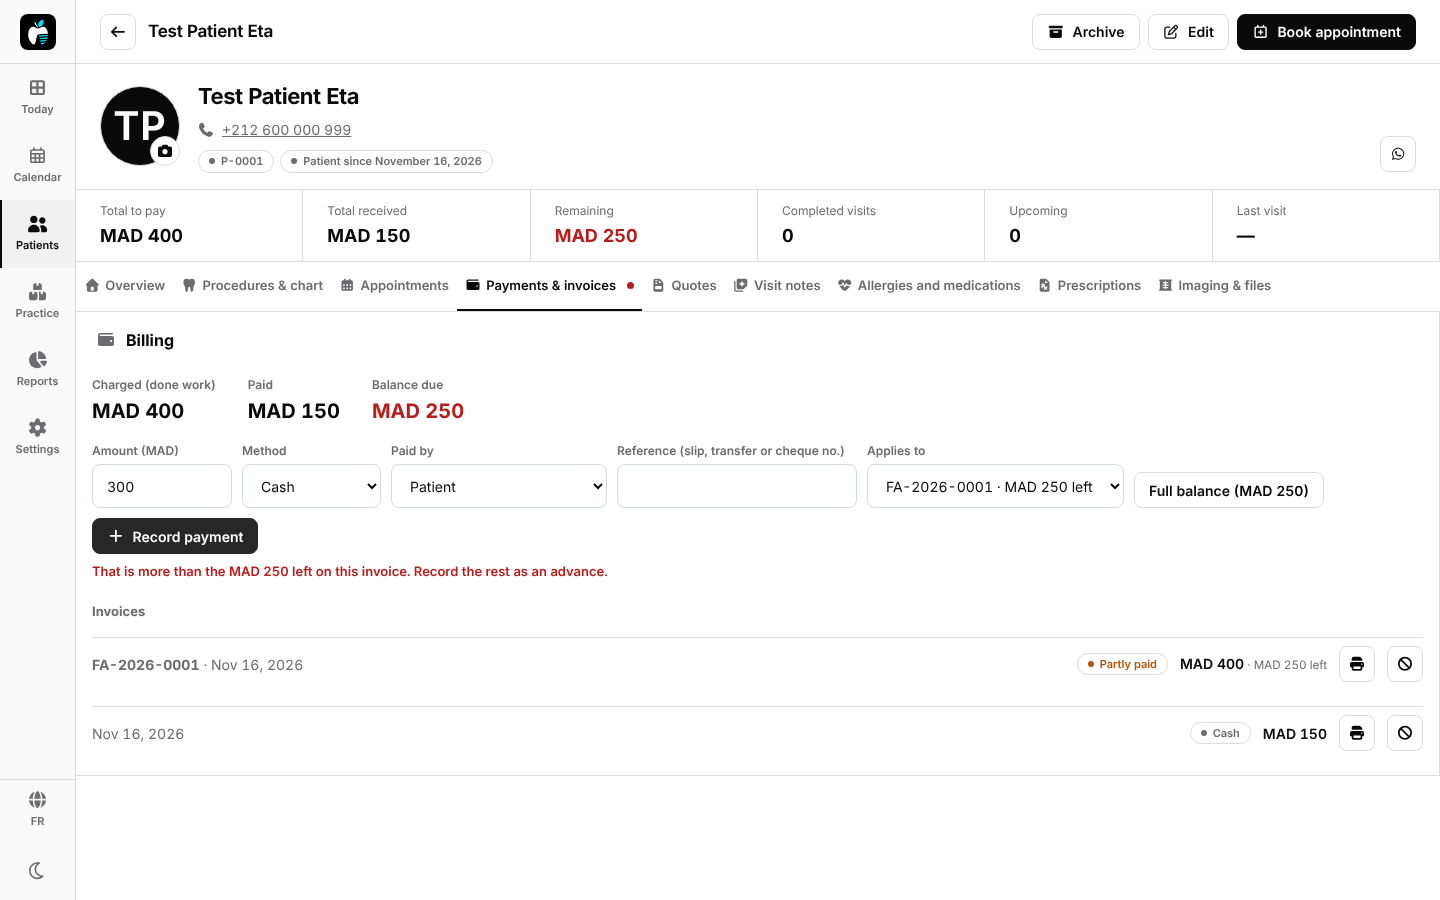 Test Patient Eta
Archive
Edit
Book appointment
Today
Calendar
Patients
Practice
Reports
Settings
FR
TP
Test Patient Eta
+212 600 000 999
P-0001
Patient since November 16, 2026
Total to pay
MAD 400
Total received
MAD 150
Remaining
MAD 250
Completed visits
0
Upcoming
0
Last visit
—
Overview
Procedures & chart
Appointments
Payments & invoices
Quotes
Visit notes
Allergies and medications
Prescriptions
Imaging & files
Billing
Charged (done work)
MAD 400
Paid
MAD 150
Balance due
MAD 250
Amount (MAD)
300
Method
Cash
Paid by
Patient
Reference (slip, transfer or cheque no.)
Applies to
FA-2026-0001 · MAD 250 left
Full balance (MAD 250)
Record payment
That is more than the MAD 250 left on this invoice. Record the rest as an advance.
Invoices
FA-2026-0001 · Nov 16, 2026
Partly paid
MAD 400 · MAD 250 left
Nov 16, 2026
Cash
MAD 150